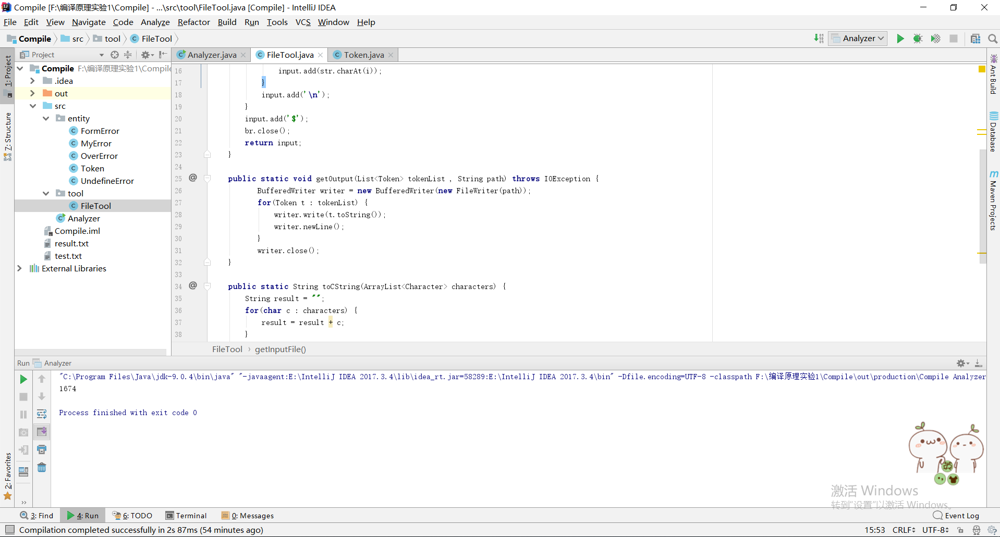 Compile [F:\编译原理实验1\Compile] - ...\src\tool\FileTool.java [Compile] - IntelliJ IDEA
File Edit View Navigate Code Analyze Refactor Build Run Tools VCS Window Help
Compile src tool FileTool Analyzer
1: Project
7: Structure
2: Favorites
Project
Compile F:\编译原理实验1\Compile
.idea
out
src
entity
FormError
MyError
OverError
Token
UndefineError
tool
FileTool
Analyzer
Compile.iml
result.txt
test.txt
External Libraries
Analyzer.java FileTool.java Token.java
16 input.add(str.charAt(i));
17 }
18 input.add('\n');
19 }
20 input.add('$');
21 br.close();
22 return input;
23 }
24
25 @ public static void getOutput(List<Token> tokenList , String path) throws IOException {
26 BufferedWriter writer = new BufferedWriter(new FileWriter(path));
27 for(Token t : tokenList) {
28 writer.write(t.toString());
29 writer.newLine();
30 }
31 writer.close();
32 }
33
34 @ public static String toCString(ArrayList<Character> characters) {
35 String result = "";
36 for(char c : characters) {
37 result = result + c;
38 }
FileTool › getInputFile()
Ant Build
Database
Maven Projects
Run Analyzer
"C:\Program Files\Java\jdk-9.0.4\bin\java" "-javaagent:E:\IntelliJ IDEA 2017.3.4\lib\idea_rt.jar=58289:E:\IntelliJ IDEA 2017.3.4\bin" -Dfile.encoding=UTF-8 -classpath F:\编译原理实验1\Compile\out\production\Compile Analyzer
1674
Process finished with exit code 0
英
激活 Windows
转到"设置"以激活 Windows。
3: Find 4: Run 6: TODO Terminal 0: Messages Event Log
Compilation completed successfully in 2s 87ms (54 minutes ago) 15:53 CRLF UTF-8